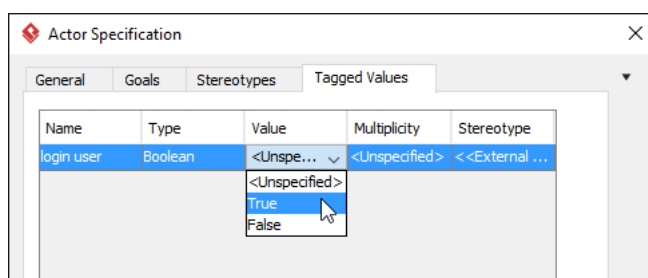 Actor Specification
General Goals Stereotypes Tagged Values
Name Type Value Multiplicity Stereotype
login user Boolean <Unspe... <Unspecified> <<External ...
<Unspecified>
True
False